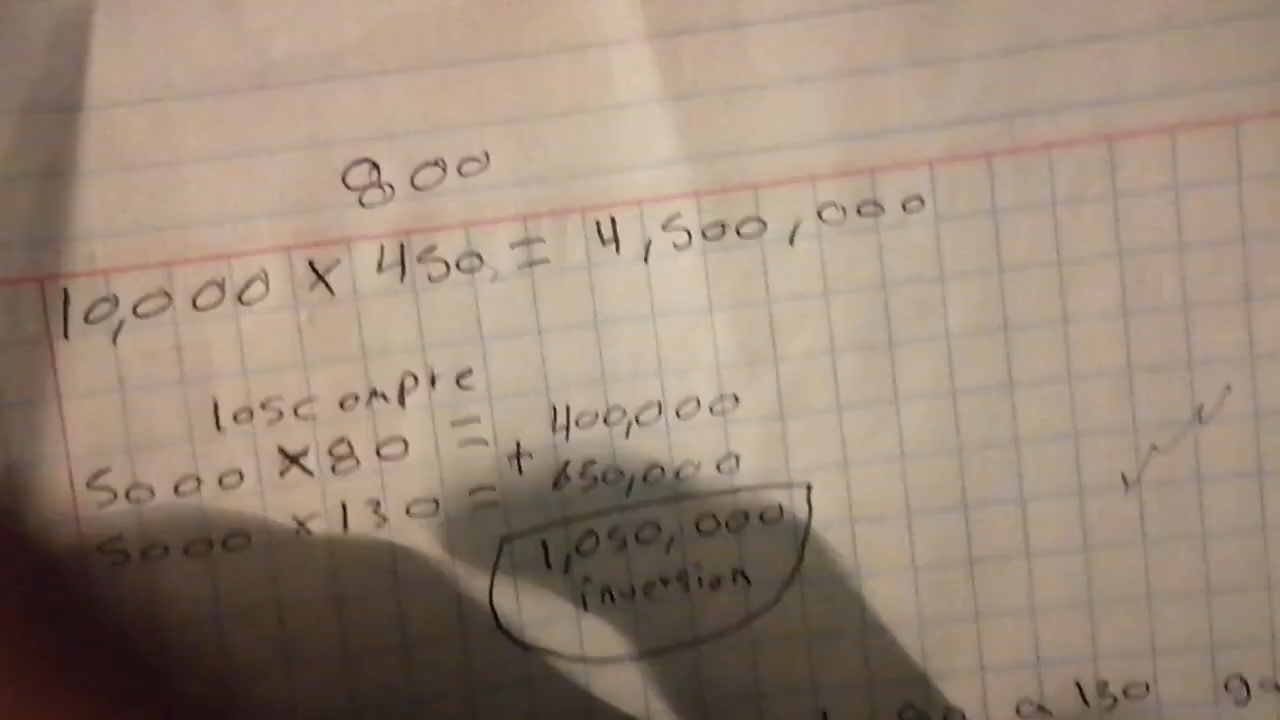 800
10,000 x 450 = 4,500,000
los compre
5000 x 80 = 400,000
+
5000 x 130 = 650,000
1,050,000
inversion
a 130